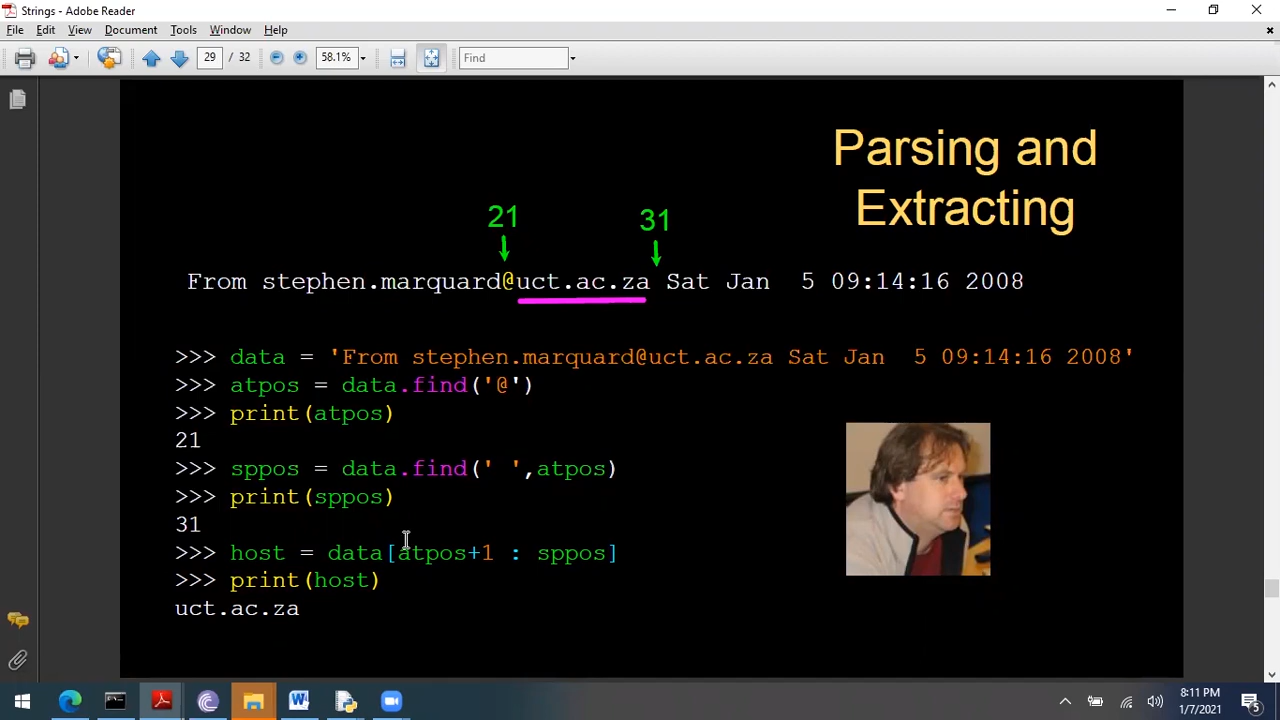 Strings - Adobe Reader
File Edit View Document Tools Window Help
29 / 32 58.1% Find
Parsing and
Extracting
21 31
From stephen.marquard@uct.ac.za Sat Jan  5 09:14:16 2008
>>> data = 'From stephen.marquard@uct.ac.za Sat Jan  5 09:14:16 2008'
>>> atpos = data.find('@')
>>> print(atpos)
21
>>> sppos = data.find(' ',atpos)
>>> print(sppos)
31
>>> host = data[atpos+1 : sppos]
>>> print(host)
uct.ac.za
8:11 PM
1/7/2021
5